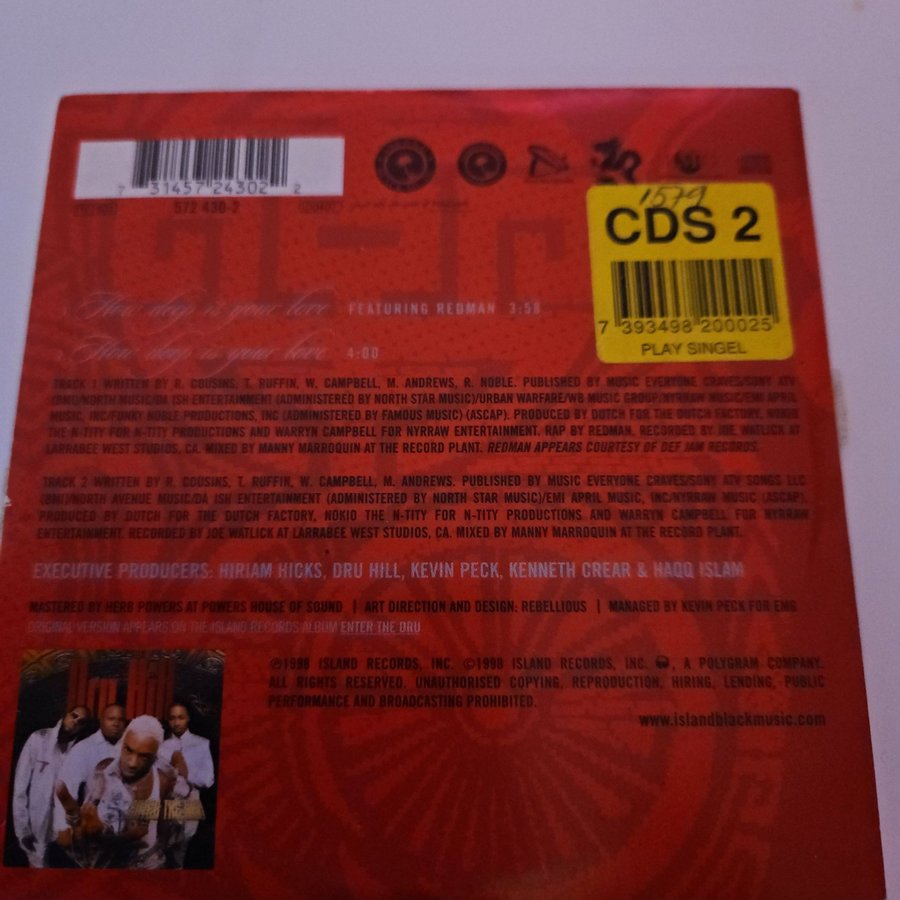 7 31457 24302 2
572 430-2
1579
CDS 2
7 393498 200025
PLAY SINGEL
How deep is your love FEATURING REDMAN 3:58
How deep is your love 4:00
TRACK 1 WRITTEN BY R. COUSINS, T. RUFFIN, W. CAMPBELL, M. ANDREWS, R. NOBLE. PUBLISHED BY MUSIC EVERYONE CRAVES/SONY ATV
(BMI)/NORTH MUSIC/DA ISH ENTERTAINMENT (ADMINISTERED BY NORTH STAR MUSIC)/URBAN WARFARE/WB MUSIC GROUP/NYRRAW MUSIC/EMI APRIL
MUSIC, INC/FUNKY NOBLE PRODUCTIONS, INC (ADMINISTERED BY FAMOUS MUSIC) (ASCAP). PRODUCED BY DUTCH FOR THE DUTCH FACTORY, NOKIO
THE N-TITY FOR N-TITY PRODUCTIONS AND WARRYN CAMPBELL FOR NYRRAW ENTERTAINMENT. RAP BY REDMAN. RECORDED BY JOE WATLICK AT
LARRABEE WEST STUDIOS, CA. MIXED BY MANNY MARROQUIN AT THE RECORD PLANT. REDMAN APPEARS COURTESY OF DEF JAM RECORDS.
TRACK 2 WRITTEN BY R. COUSINS, T. RUFFIN, W. CAMPBELL, M. ANDREWS. PUBLISHED BY MUSIC EVERYONE CRAVES/SONY ATV SONGS LLC
(BMI)/NORTH AVENUE MUSIC/DA ISH ENTERTAINMENT (ADMINISTERED BY NORTH STAR MUSIC)/EMI APRIL MUSIC, INC/NYRRAW MUSIC (ASCAP).
PRODUCED BY DUTCH FOR THE DUTCH FACTORY, NOKIO THE N-TITY FOR N-TITY PRODUCTIONS AND WARRYN CAMPBELL FOR NYRRAW
ENTERTAINMENT. RECORDED BY JOE WATLICK AT LARRABEE WEST STUDIOS, CA. MIXED BY MANNY MARROQUIN AT THE RECORD PLANT.
EXECUTIVE PRODUCERS: HIRIAM HICKS, DRU HILL, KEVIN PECK, KENNETH CREAR & HAQQ ISLAM
MASTERED BY HERB POWERS AT POWERS HOUSE OF SOUND | ART DIRECTION AND DESIGN: REBELLIOUS | MANAGED BY KEVIN PECK FOR EMG
ORIGINAL VERSION APPEARS ON THE ISLAND RECORDS ALBUM ENTER THE DRU
Dru Hill
℗1998 ISLAND RECORDS, INC. ©1998 ISLAND RECORDS, INC. , A POLYGRAM COMPANY.
ALL RIGHTS RESERVED. UNAUTHORISED COPYING, REPRODUCTION, HIRING, LENDING, PUBLIC
PERFORMANCE AND BROADCASTING PROHIBITED.
www.islandblackmusic.com